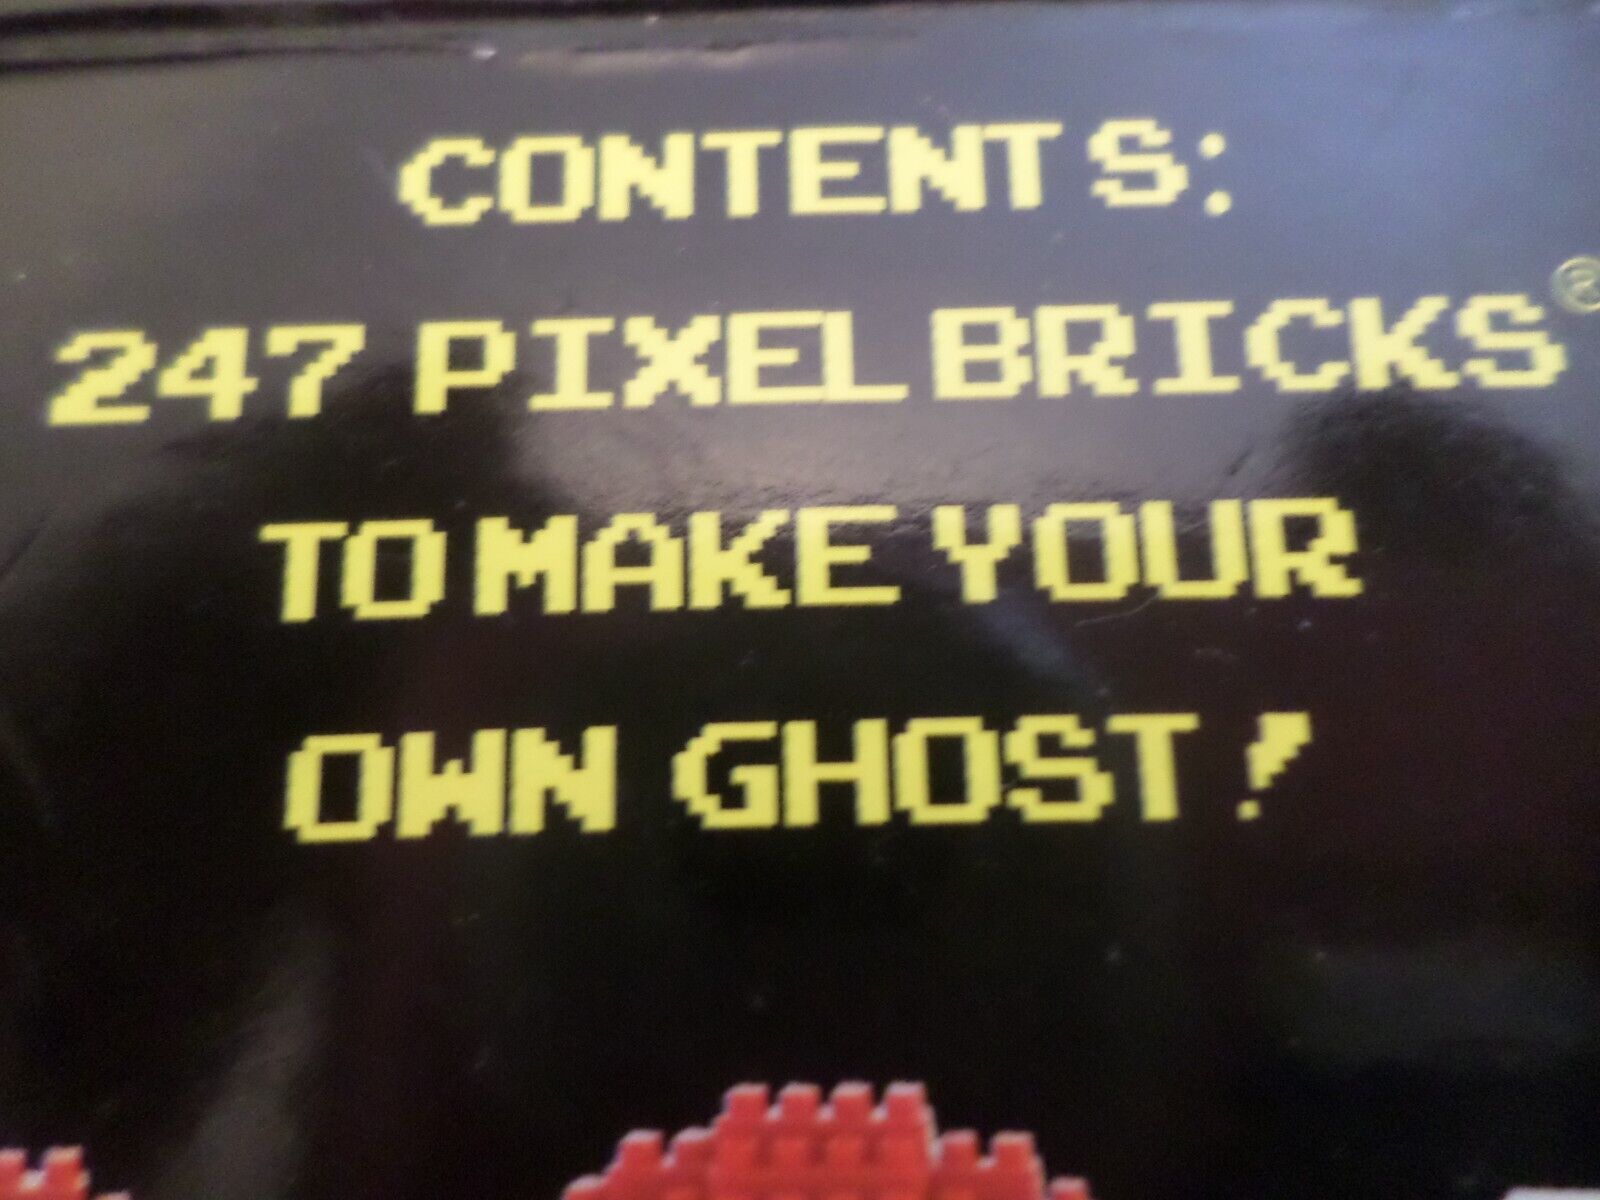 CONTENTS:
247 PIXEL BRICKS®
TO MAKE YOUR
OWN GHOST!